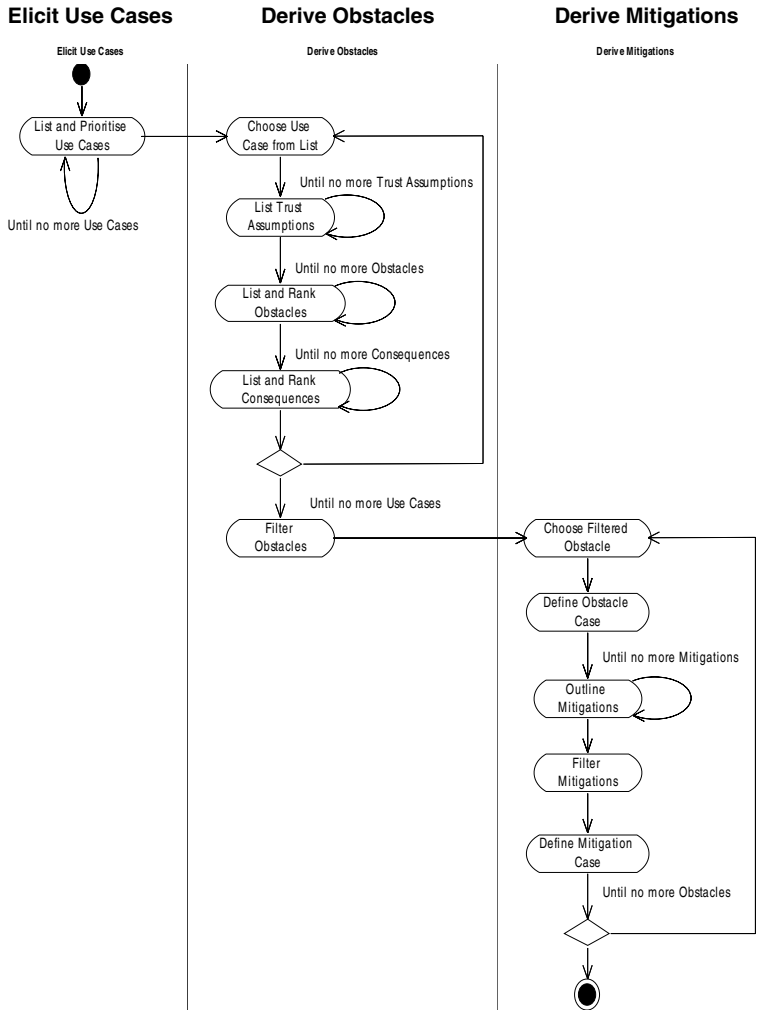 Elicit Use Cases
Derive Obstacles
Derive Mitigations
Elicit Use Cases
Derive Obstacles
Derive Mitigations
List and Prioritise
Use Cases
Until no more Use Cases
Choose Use
Case from List
Until no more Trust Assumptions
List Trust
Assumptions
Until no more Obstacles
List and Rank
Obstacles
Until no more Consequences
List and Rank
Consequences
Until no more Use Cases
Filter
Obstacles
Choose Filtered
Obstacle
Define Obstacle
Case
Until no more Mitigations
Outline
Mitigations
Filter
Mitigations
Define Mitigation
Case
Until no more Obstacles